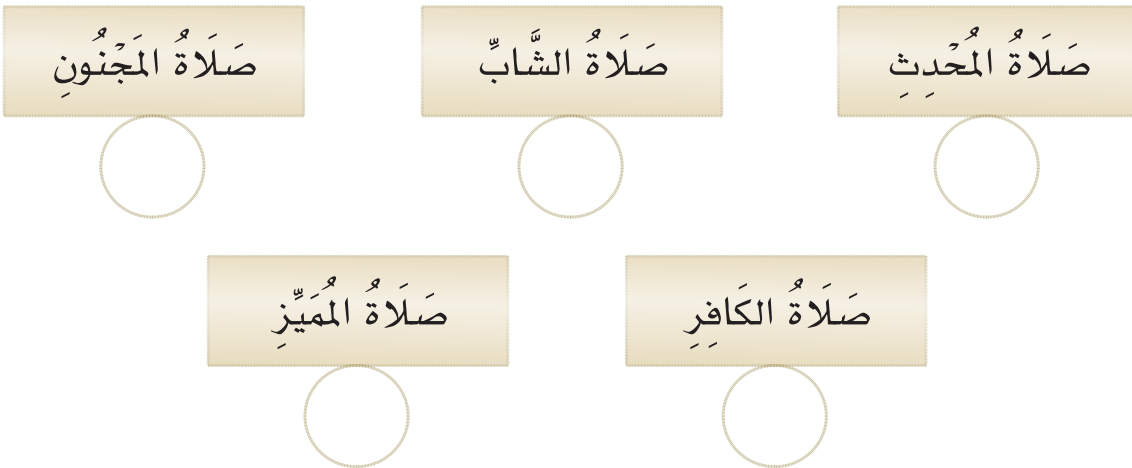 صَلَاةُ المُحْدِثِ
صَلَاةُ الشَّابِّ
صَلَاةُ المَجْنُونِ
صَلَاةُ الكَافِرِ
صَلَاةُ المُمَيِّزِ